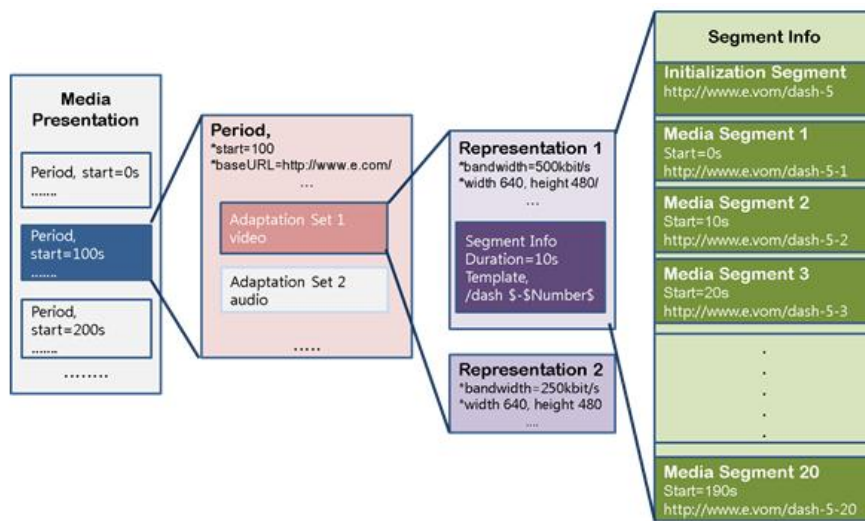 Media
Presentation
Period, start=0s
.......
Period,
start=100s
.......
Period,
start=200s
.......
........
Period,
*start=100
*baseURL=http://www.e.com/
...
Adaptation Set 1
video
Adaptation Set 2
audio
.....
Representation 1
*bandwidth=500kbit/s
*width 640, height 480/
...
Segment Info
Duration=10s
Template,
/dash $-$Number$
Representation 2
*bandwidth=250kbit/s
*width 640, height 480
....
Segment Info
Initialization Segment
http://www.e.vom/dash-5
Media Segment 1
Start=0s
http://www.e.vom/dash-5-1
Media Segment 2
Start=10s
http://www.e.vom/dash-5-2
Media Segment 3
Start=20s
http://www.e.vom/dash-5-3
.
.
.
.
.
Media Segment 20
Start=190s
http://www.e.vom/dash-5-20